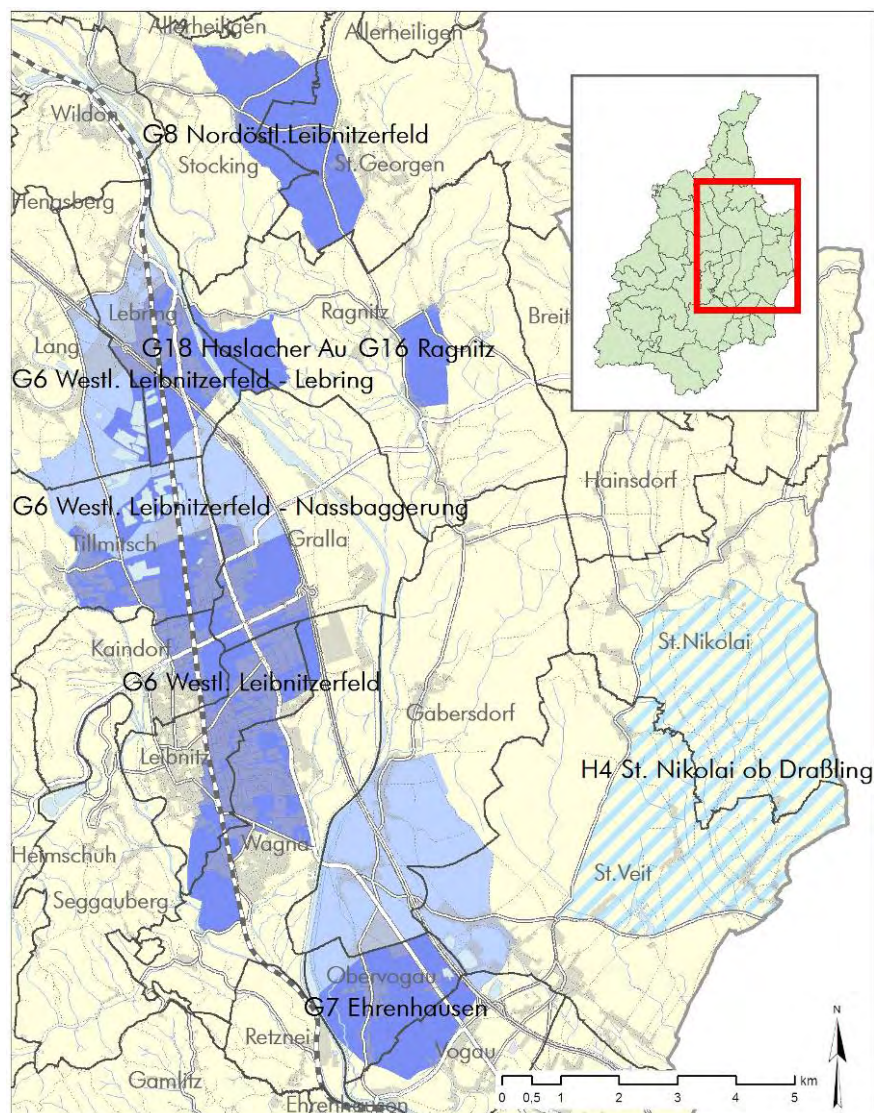 Allerheiligen
Allerheiligen
Wildon
G8 Nordöstl.Leibnitzerfeld
Stocking
St.Georgen
Hengsberg
Lebring
Ragnitz
Breit
Lang
G18 Haslacher Au
G16 Ragnitz
G6 Westl. Leibnitzerfeld - Lebring
Hainsdorf
G6 Westl. Leibnitzerfeld - Nassbaggerung
Tillmitsch
Gralla
Kaindorf
St.Nikolai
G6 Westl. Leibnitzerfeld
Gabersdorf
Leibnitz
H4 St. Nikolai ob Draßling
Wagna
Heimschuh
St.Veit
Seggauberg
Obervogau
G7 Ehrenhausen
Retznei
Vogau
N
Gamlitz
km
0 0,5 1 2 3 4 5
Ehrenhausen